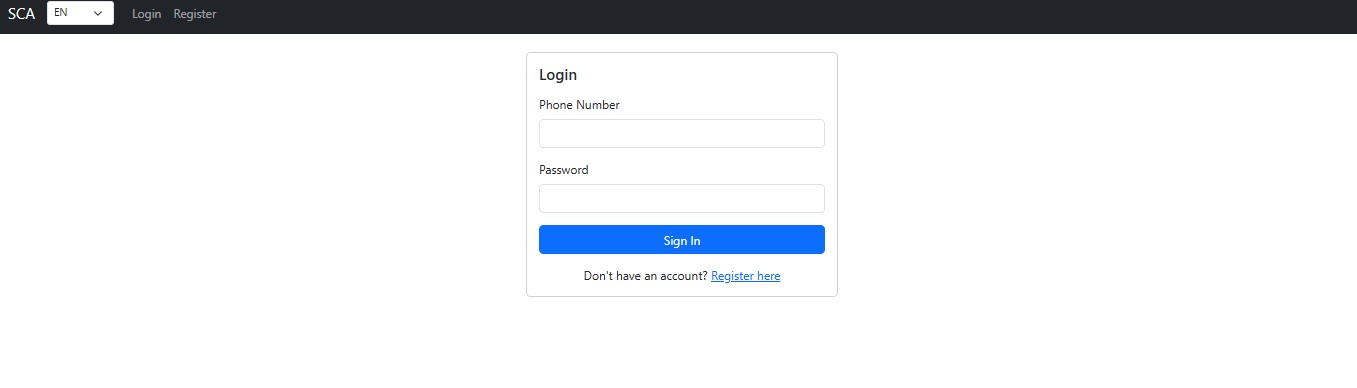 SCA EN Login Register
Login
Phone Number
Password
Sign In
Don't have an account? Register here